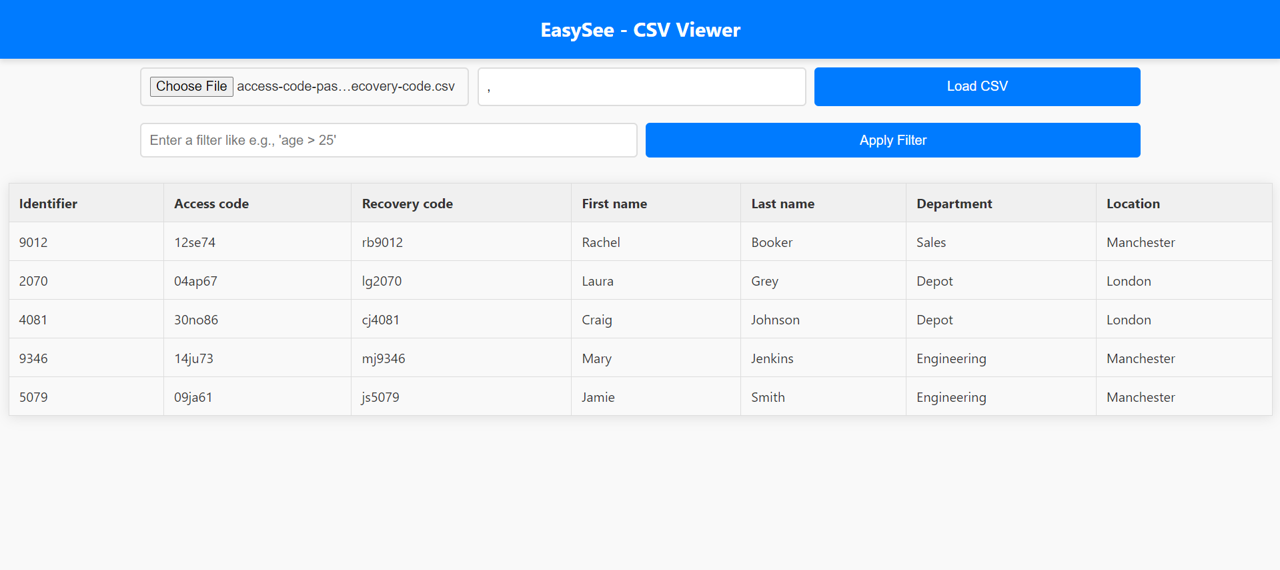 EasySee - CSV Viewer
Choose File access-code-pas…ecovery-code.csv , Load CSV
Enter a filter like e.g., 'age > 25' Apply Filter
Identifier Access code Recovery code First name Last name Department Location
9012 12se74 rb9012 Rachel Booker Sales Manchester
2070 04ap67 lg2070 Laura Grey Depot London
4081 30no86 cj4081 Craig Johnson Depot London
9346 14ju73 mj9346 Mary Jenkins Engineering Manchester
5079 09ja61 js5079 Jamie Smith Engineering Manchester